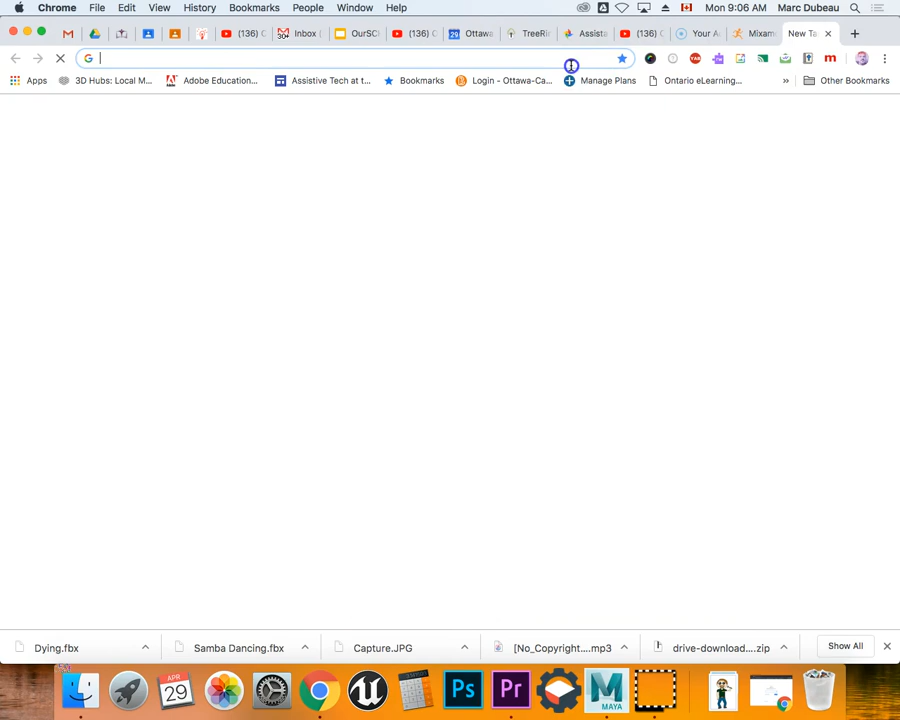 Chrome File Edit View History Bookmarks People Window Help Mon 9:06 AM Marc Dubeau
(136) Inbox ( OurSC (136) ( 29 Ottawa TreeRi Assista (136) ( Your A Mixam New Ta
G
Apps 3D Hubs: Local M... Adobe Education... Assistive Tech at t... Bookmarks Login - Ottawa-Ca... Manage Plans Ontario eLearning... » Other Bookmarks
Dying.fbx Samba Dancing.fbx Capture.JPG [No_Copyright....mp3 drive-download....zip Show All
APR
29 Ps Pr MAYA